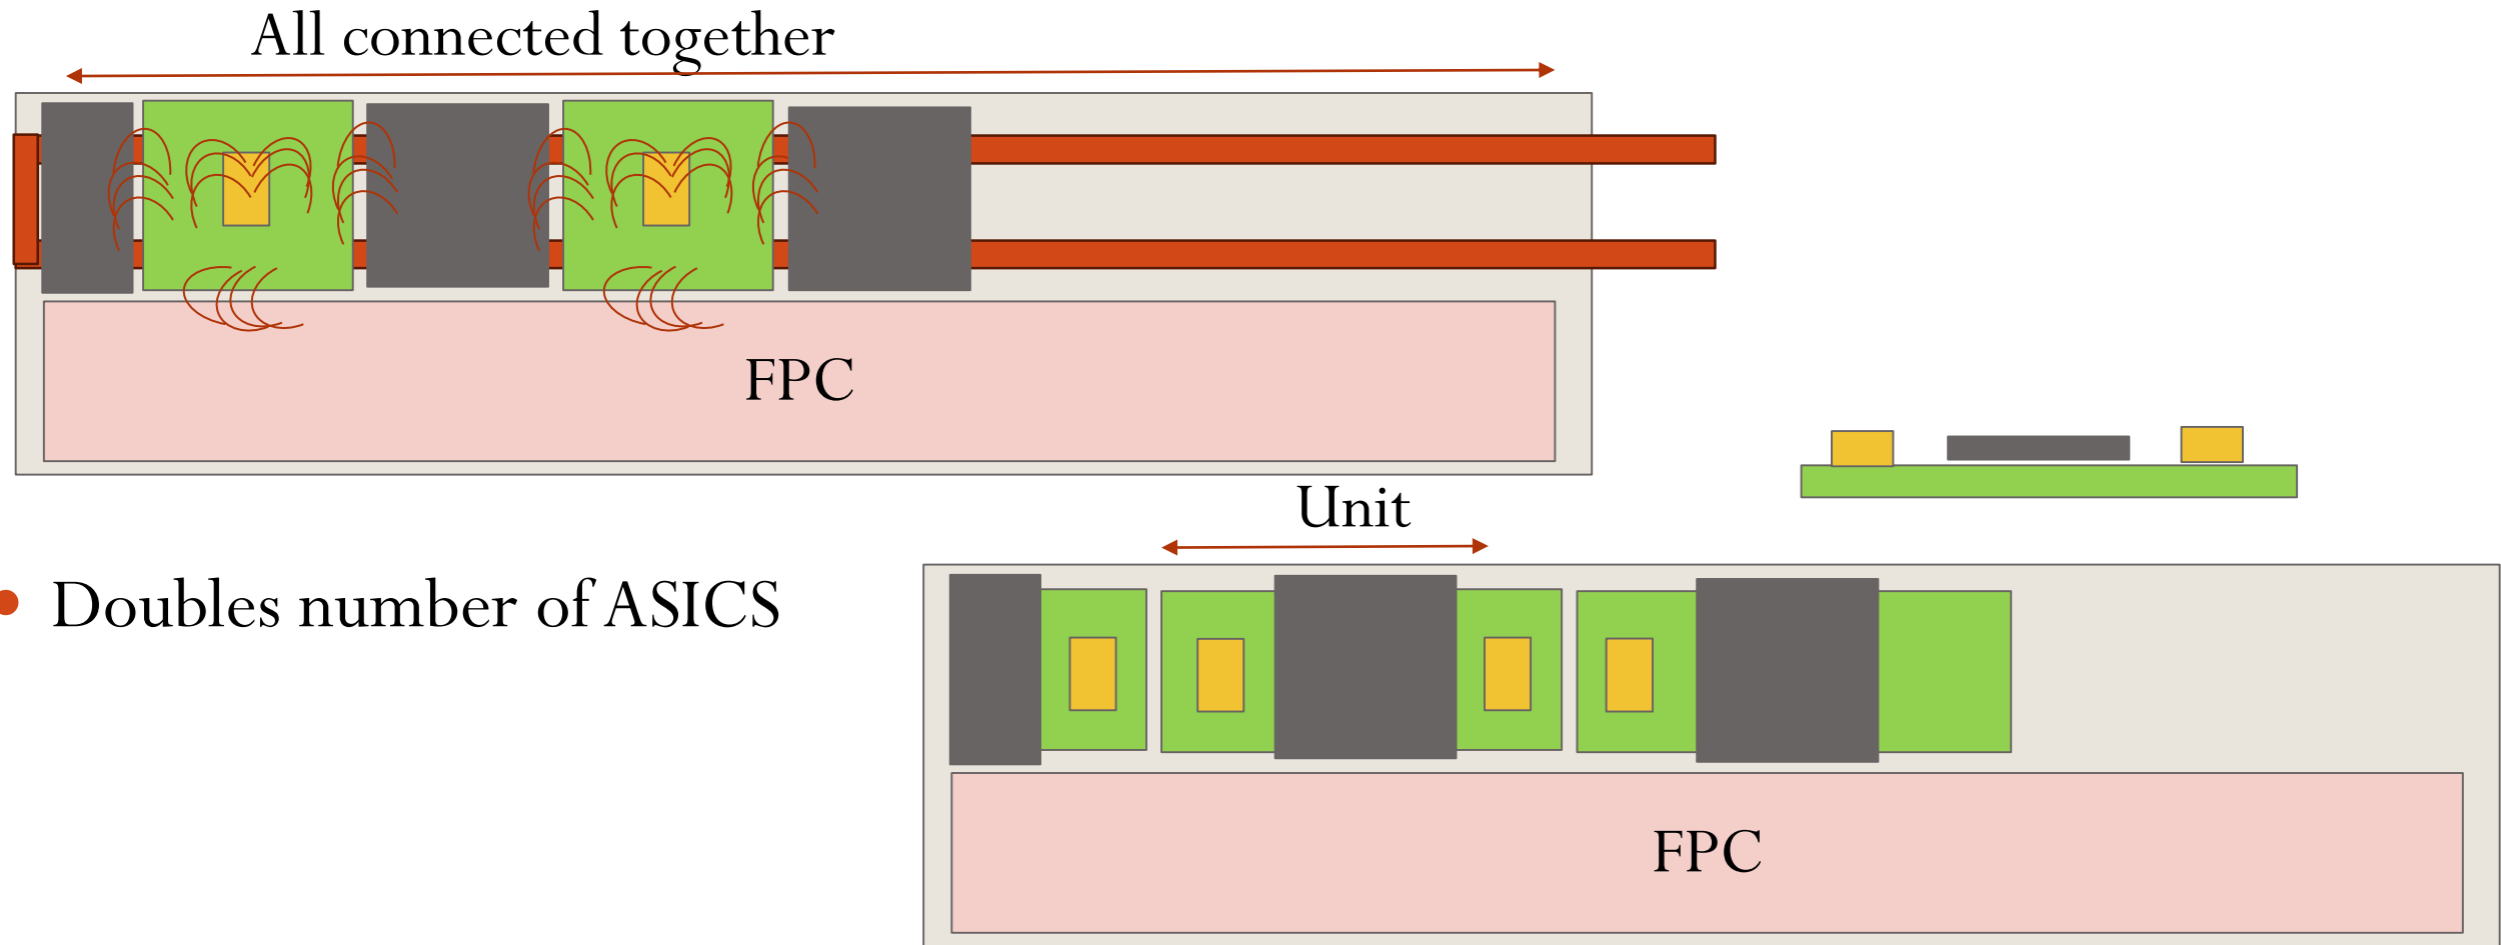 All connected together
FPC
Unit
Doubles number of ASICS
FPC